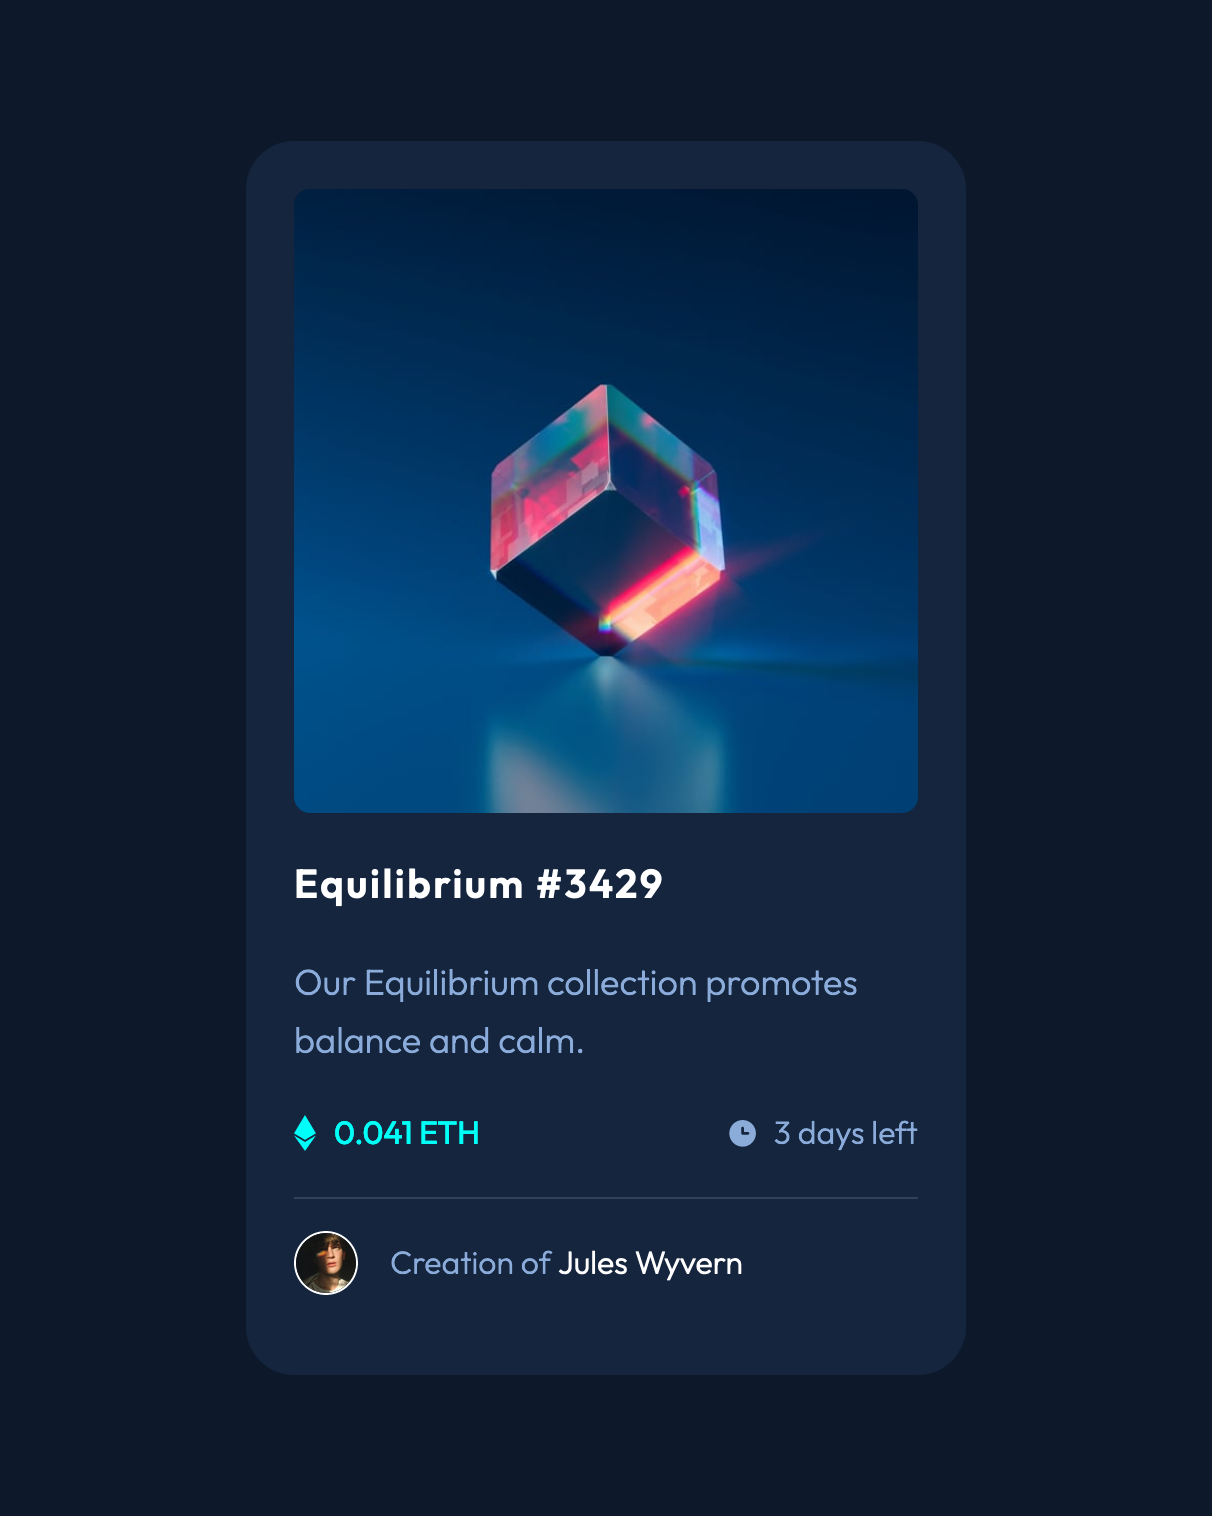 Equilibrium #3429
Our Equilibrium collection promotes
balance and calm.
0.041 ETH
3 days left
Creation of Jules Wyvern